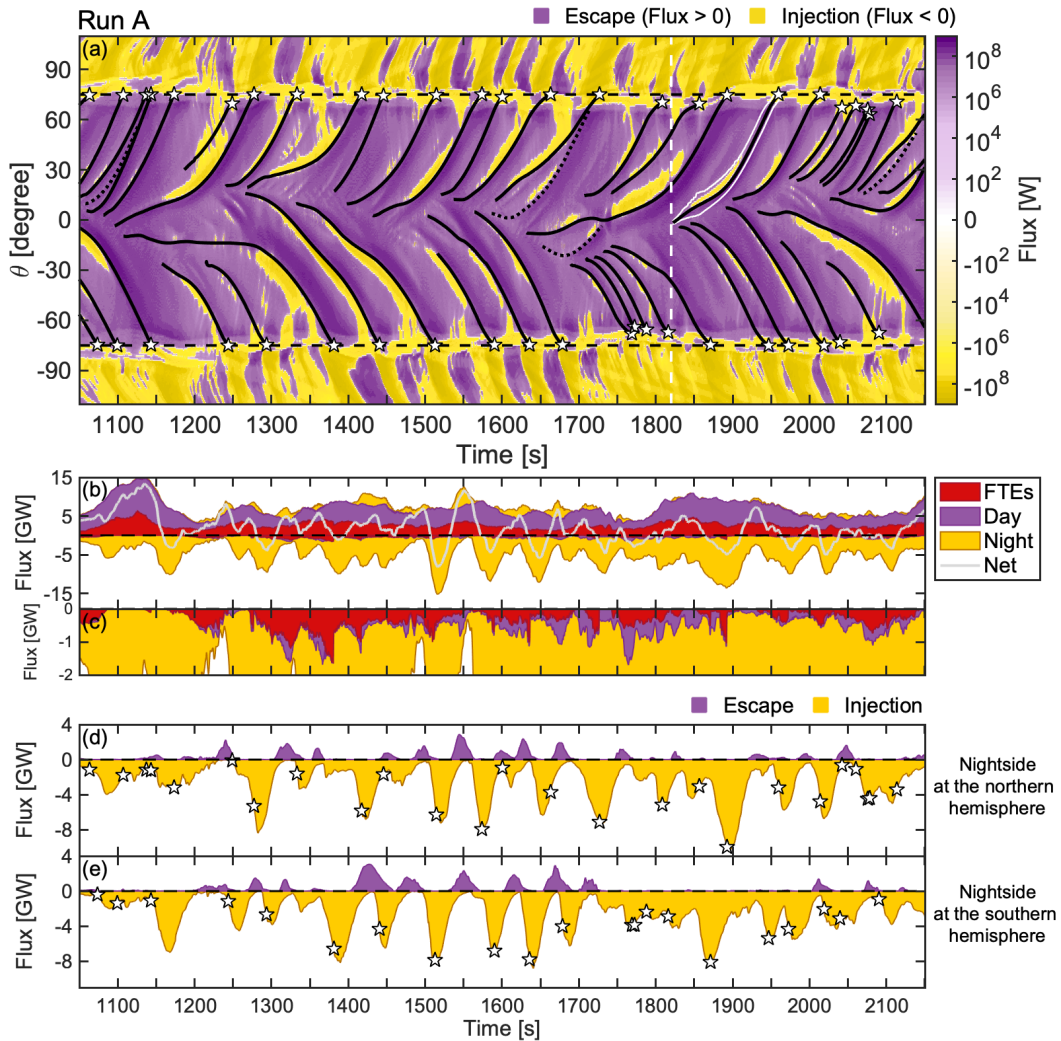 Run A
Escape (Flux > 0) Injection (Flux < 0)
(a)
90
60
30
0
-30
-60
-90
θ [degree]
1100 1200 1300 1400 1500 1600 1700 1800 1900 2000 2100
Time [s]
10^8
10^6
10^4
10^2
0
-10^2
-10^4
-10^6
-10^8
Flux [W]
(b)
15
5
-5
-15
Flux [GW]
FTEs
Day
Night
Net
(c)
0
-1
-2
Flux [GW]
Escape Injection
(d)
4
0
-4
-8
Flux [GW]
Nightside
at the northern
hemisphere
(e)
4
0
-4
-8
Flux [GW]
Nightside
at the southern
hemisphere
1100 1200 1300 1400 1500 1600 1700 1800 1900 2000 2100
Time [s]